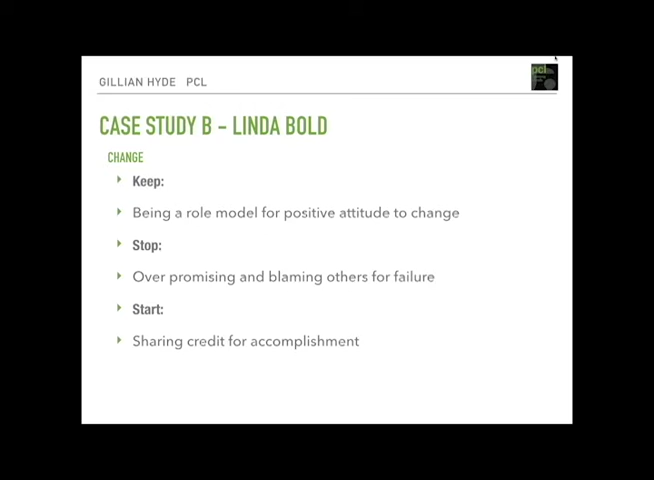 GILLIAN HYDE PCL
pcl
CASE STUDY B – LINDA BOLD
CHANGE
Keep:
Being a role model for positive attitude to change
Stop:
Over promising and blaming others for failure
Start:
Sharing credit for accomplishment